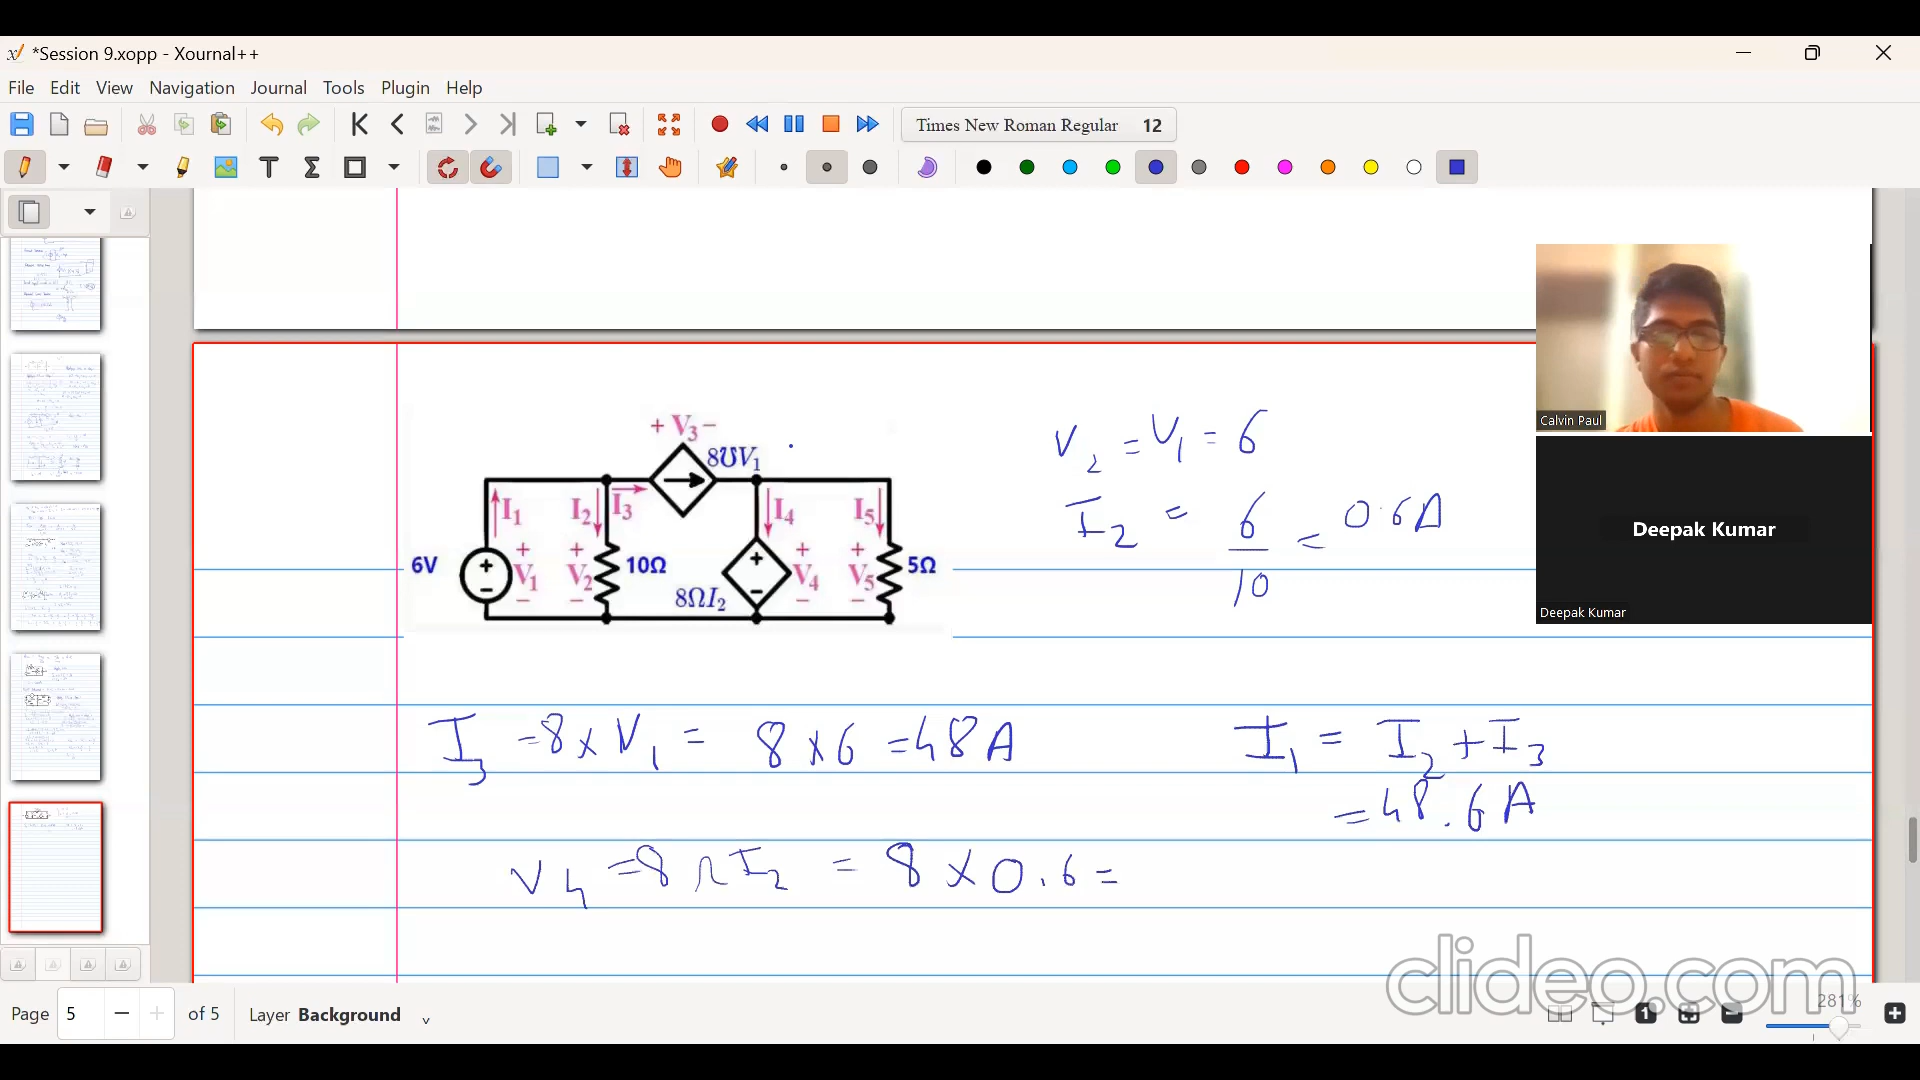 *Session 9.xopp - Xournal++
File Edit View Navigation Journal Tools Plugin Help
Times New Roman Regular 12
Calvin Paul
Deepak Kumar
Deepak Kumar
+ V3 −
8℧V1
I1 I2 I3 I4 I5
6V + V1 − + V2 − 10Ω 8ΩI2 + V4 − + V5 − 5Ω
V2 = V1 = 6
I2 = 6/10 = 0.6A
I3 = 8 × V1 = 8 × 6 = 48A
I1 = I2 + I3
= 48.6A
V4 = 8ΩI2 = 8 × 0.6 =
clideo.com
Page 5 of 5 Layer Background 281%